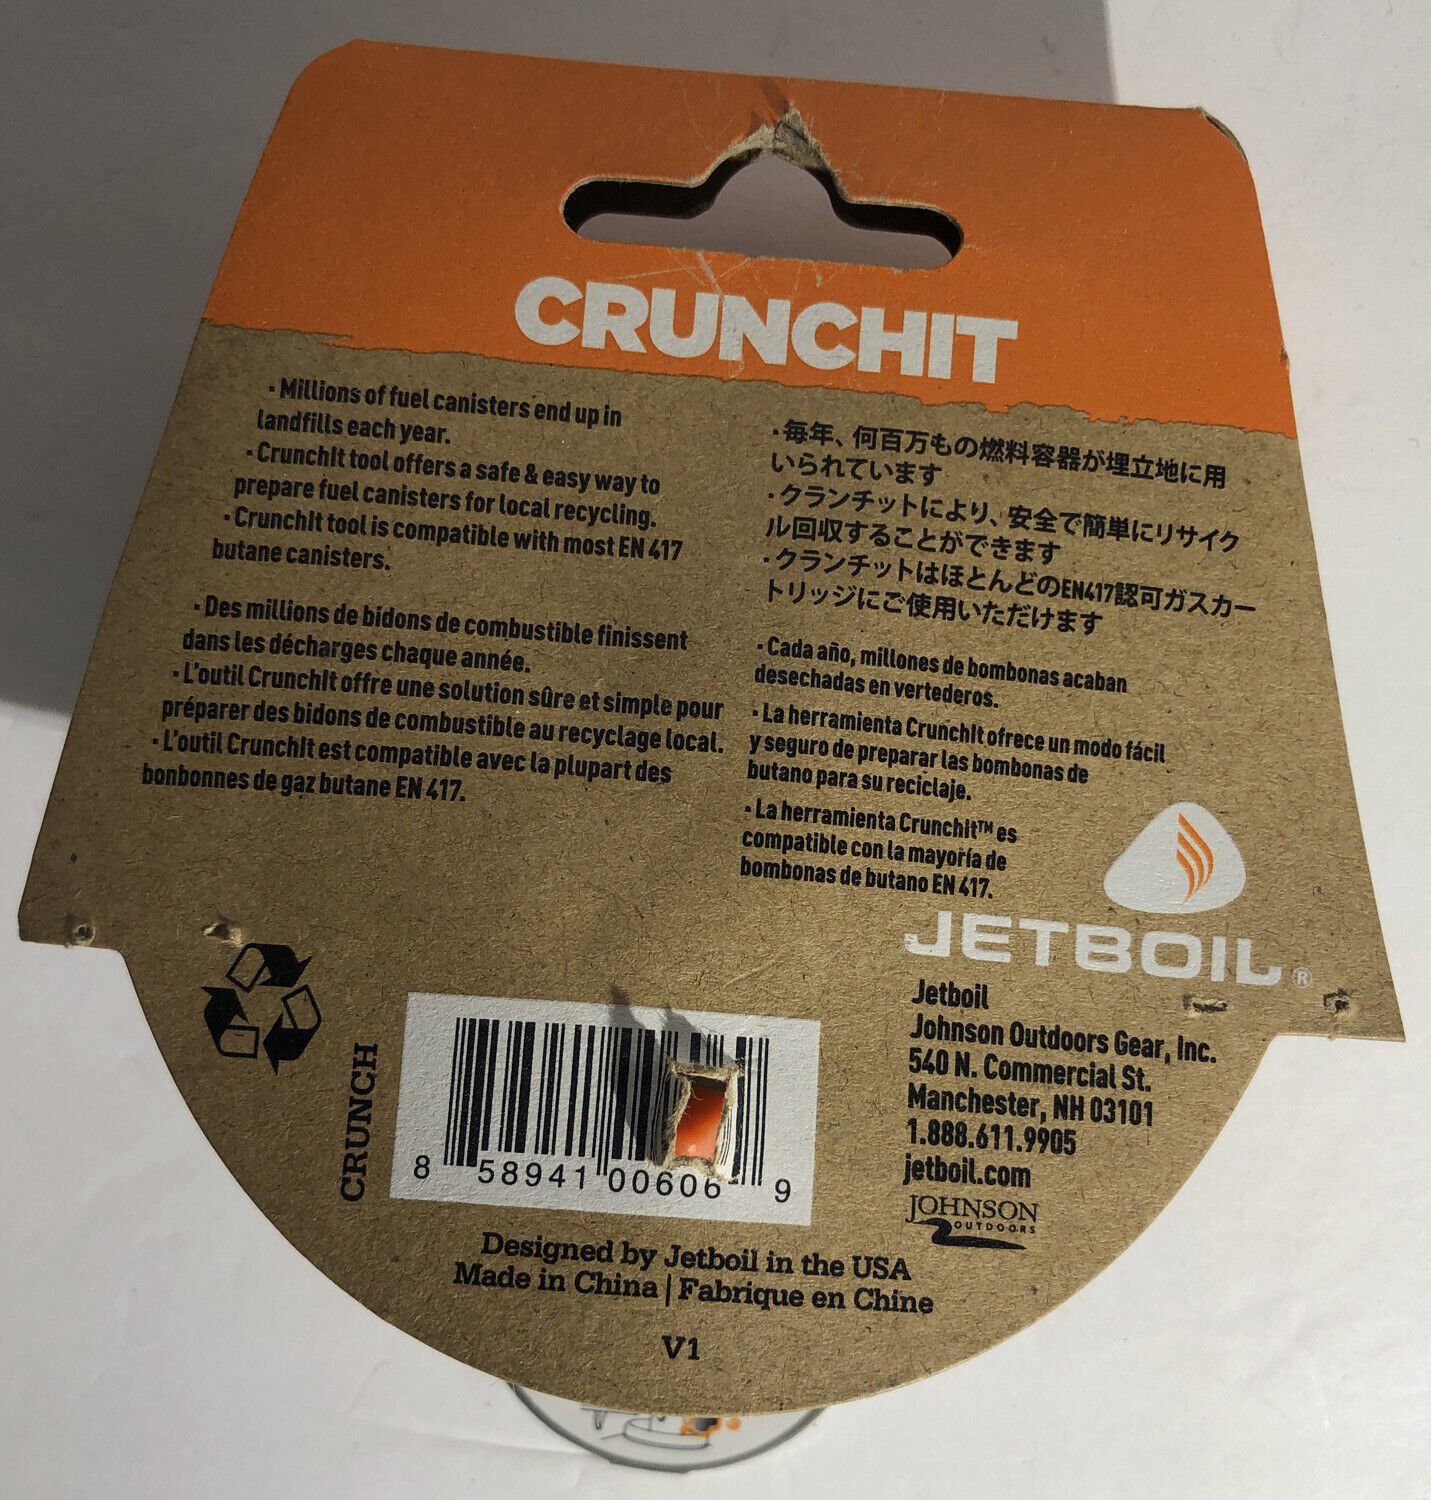 CRUNCHIT
· Millions of fuel canisters end up in
landfills each year.
· CrunchIt tool offers a safe & easy way to
prepare fuel canisters for local recycling.
· CrunchIt tool is compatible with most EN 417
butane canisters.
· Des millions de bidons de combustible finissent
dans les décharges chaque année.
· L'outil CrunchIt offre une solution sûre et simple pour
préparer des bidons de combustible au recyclage local.
· L'outil CrunchIt est compatible avec la plupart des
bonbonnes de gaz butane EN 417.
· 毎年、何百万もの燃料容器が埋立地に用
いられています
· クランチットにより、安全で簡単にリサイク
ル回収することができます
· クランチットはほとんどのEN417認可ガスカー
トリッジにご使用いただけます
· Cada año, millones de bombonas acaban
desechadas en vertederos.
· La herramienta CrunchIt ofrece un modo fácil
y seguro de preparar las bombonas de
butano para su reciclaje.
· La herramienta CrunchIt™ es
compatible con la mayoría de
bombonas de butano EN 417.
JETBOIL®
Jetboil
Johnson Outdoors Gear, Inc.
540 N. Commercial St.
Manchester, NH 03101
1.888.611.9905
jetboil.com
JOHNSON
OUTDOORS
CRUNCH
8 58941 00606 9
Designed by Jetboil in the USA
Made in China | Fabrique en Chine
V1